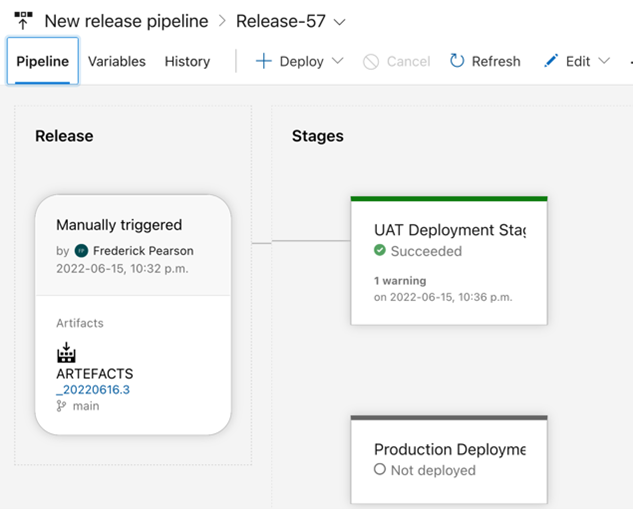 New release pipeline > Release-57
Pipeline Variables History + Deploy Cancel Refresh Edit
Release
Stages
Manually triggered
by FP Frederick Pearson
2022-06-15, 10:32 p.m.
Artifacts
ARTEFACTS
_20220616.3
main
UAT Deployment Stag
Succeeded
1 warning
on 2022-06-15, 10:36 p.m.
Production Deployme
Not deployed